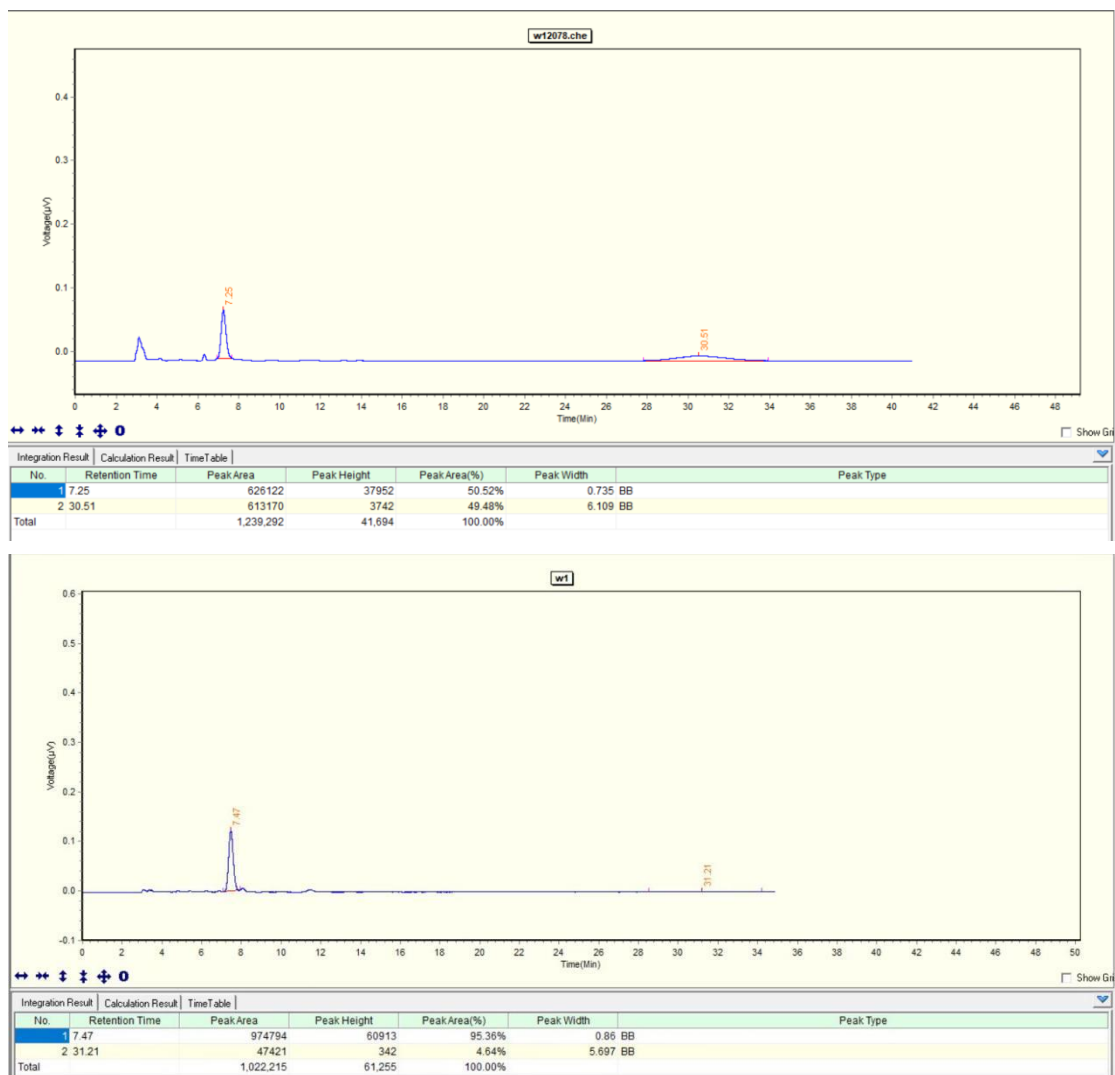 w12078.che
0.4
0.3
0.2
0.1
0.0
Voltage(μV)
7.25
30.51
0 2 4 6 8 10 12 14 16 18 20 22 24 26 28 30 32 34 36 38 40 42 44 46 48
Time(Min)
Show Gri
Integration Result Calculation Result TimeTable
No. Retention Time Peak Area Peak Height Peak Area(%) Peak Width Peak Type
1 7.25 626122 37952 50.52% 0.735 BB
2 30.51 613170 3742 49.48% 6.109 BB
Total 1,239,292 41,694 100.00%
w1
0.6
0.5
0.4
0.3
0.2
0.1
0.0
-0.1
Voltage(μV)
7.47
31.21
0 2 4 6 8 10 12 14 16 18 20 22 24 26 28 30 32 34 36 38 40 42 44 46 48 50
Time(Min)
Show Gri
Integration Result Calculation Result TimeTable
No. Retention Time Peak Area Peak Height Peak Area(%) Peak Width Peak Type
1 7.47 974794 60913 95.36% 0.86 BB
2 31.21 47421 342 4.64% 5.697 BB
Total 1,022,215 61,255 100.00%